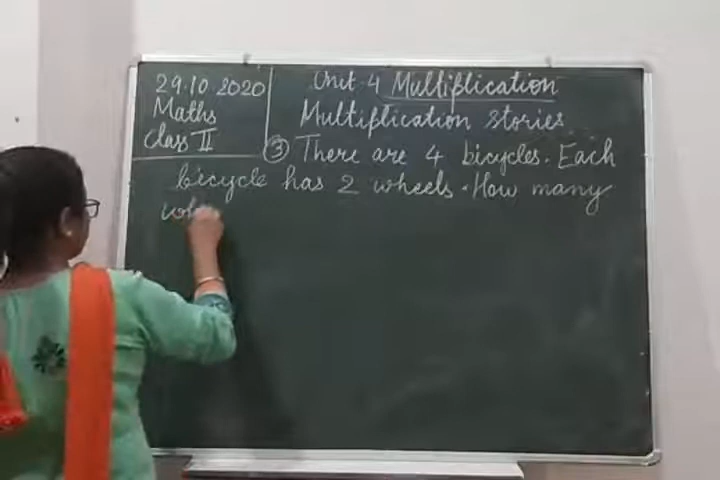 29.10 2020
Maths
Class II
Unit-4 Multiplication
Multiplication stories
③ There are 4 bicycles. Each
bicycle has 2 wheels. How many